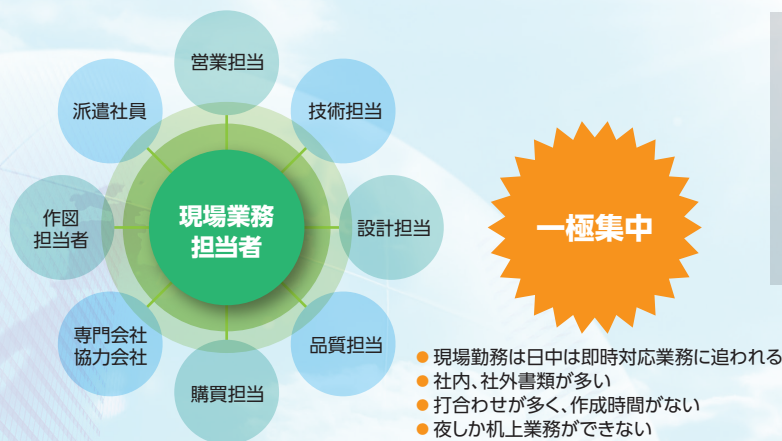 営業担当
派遣社員
技術担当
作図
担当者
現場業務
担当者
設計担当
一極集中
専門会社
協力会社
品質担当
購買担当
● 現場勤務は日中は即時対応業務に追われる
● 社内、社外書類が多い
● 打合わせが多く、作成時間がない
● 夜しか机上業務ができない